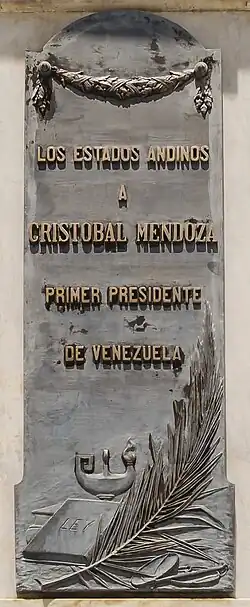 LOS ESTADOS ANDINOS
A
CRISTOBAL MENDOZA
PRIMER PRESIDENTE
DE VENEZUELA
LEY